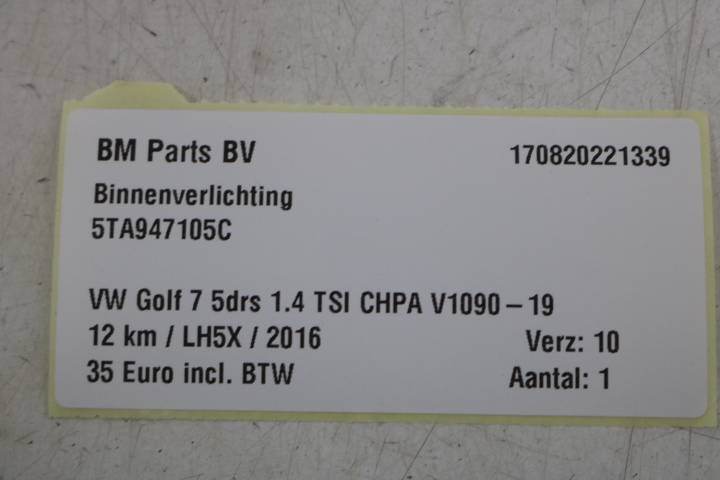 BM Parts BV 170820221339
Binnenverlichting
5TA947105C
VW Golf 7 5drs 1.4 TSI CHPA V1090 – 19
12 km / LH5X / 2016 Verz: 10
35 Euro incl. BTW Aantal: 1